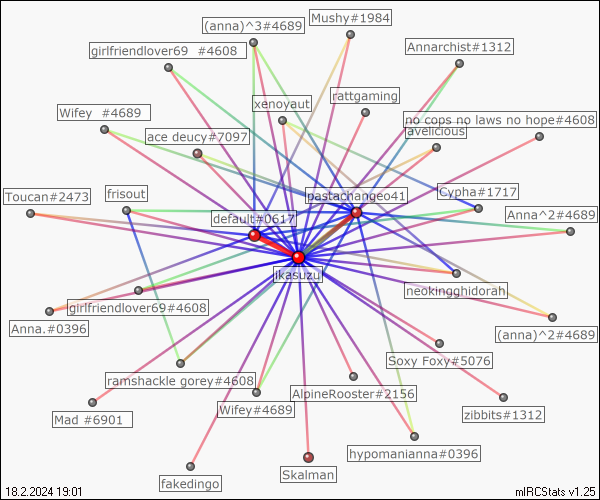 (anna)^3#4689
Mushy#1984
girlfriendlover69 #4608
Annarchist#1312
xenoyaut
rattgaming
Wifey #4689
no cops no laws no hope#4608
ace deucy#7097
avelicious
Toucan#2473
frisout
pastachangeo41
Cypha#1717
default#0617
Anna^2#4689
ikasuzu
neokingghidorah
girlfriendlover69#4608
Anna.#0396
(anna)^2#4689
Soxy Foxy#5076
ramshackle gorey#4608
AlpineRooster#2156
Mad #6901
Wifey#4689
zibbits#1312
hypomanianna#0396
fakedingo
Skalman
18.2.2024 19:01
mIRCStats v1.25